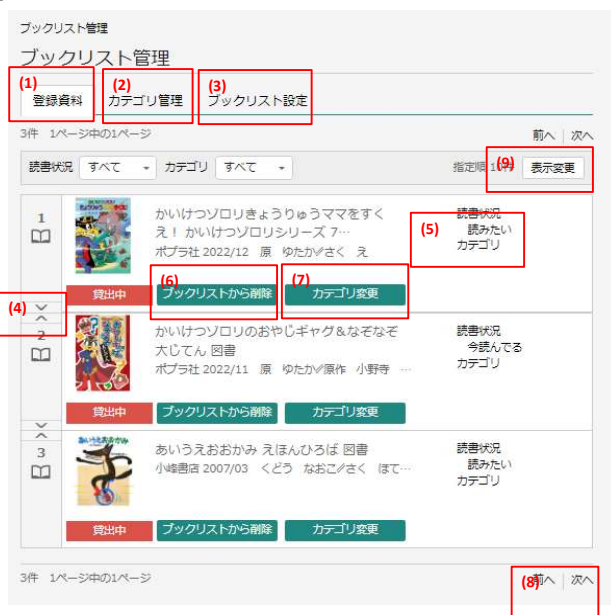 ブックリスト管理
ブックリスト管理
(1) (2) (3)
登録資料 カテゴリ管理 ブックリスト設定
3件 1ページ中の1ページ 前へ 次へ
読書状況 すべて カテゴリ すべて 指定順 10件 (9) 表示変更
1
かいけつゾロリきょうりゅうママをすく
え! かいけつゾロリシリーズ 7…
ポプラ社 2022/12 原 ゆたか∥さく え
読書状況
(5) 読みたい
カテゴリ
(6) (7)
貸出中 ブックリストから削除 カテゴリ変更
(4)
2
かいけつゾロリのおやじギャグ&なぞなぞ
大じてん 図書
ポプラ社 2022/11 原 ゆたか∥原作 小野寺 …
読書状況
今読んでる
カテゴリ
貸出中 ブックリストから削除 カテゴリ変更
3
あいうえおおかみ
あいうえおおかみ えほんひろば 図書
小峰書店 2007/03 くどう なおこ∥さく ほて…
読書状況
読みたい
カテゴリ
貸出中 ブックリストから削除 カテゴリ変更
3件 1ページ中の1ページ (8) 前へ 次へ